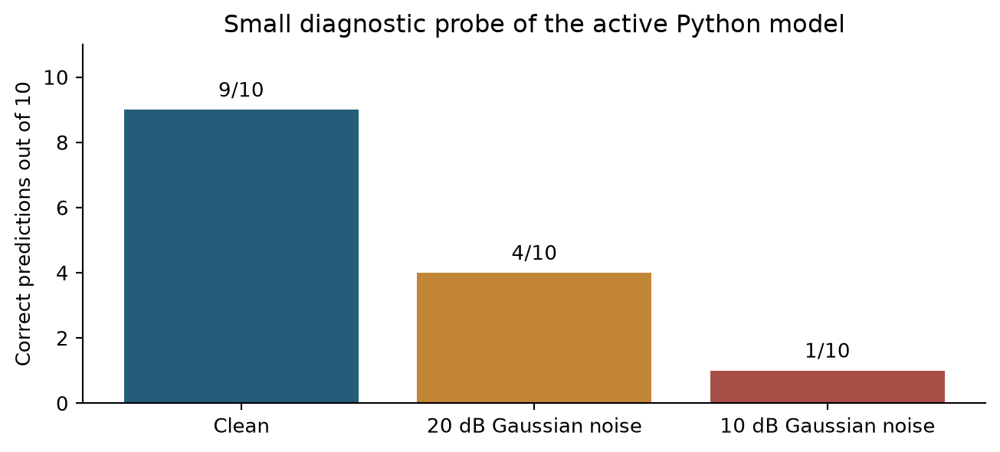 Small diagnostic probe of the active Python model
Correct predictions out of 10
10
8
6
4
2
0
9/10
4/10
1/10
Clean
20 dB Gaussian noise
10 dB Gaussian noise